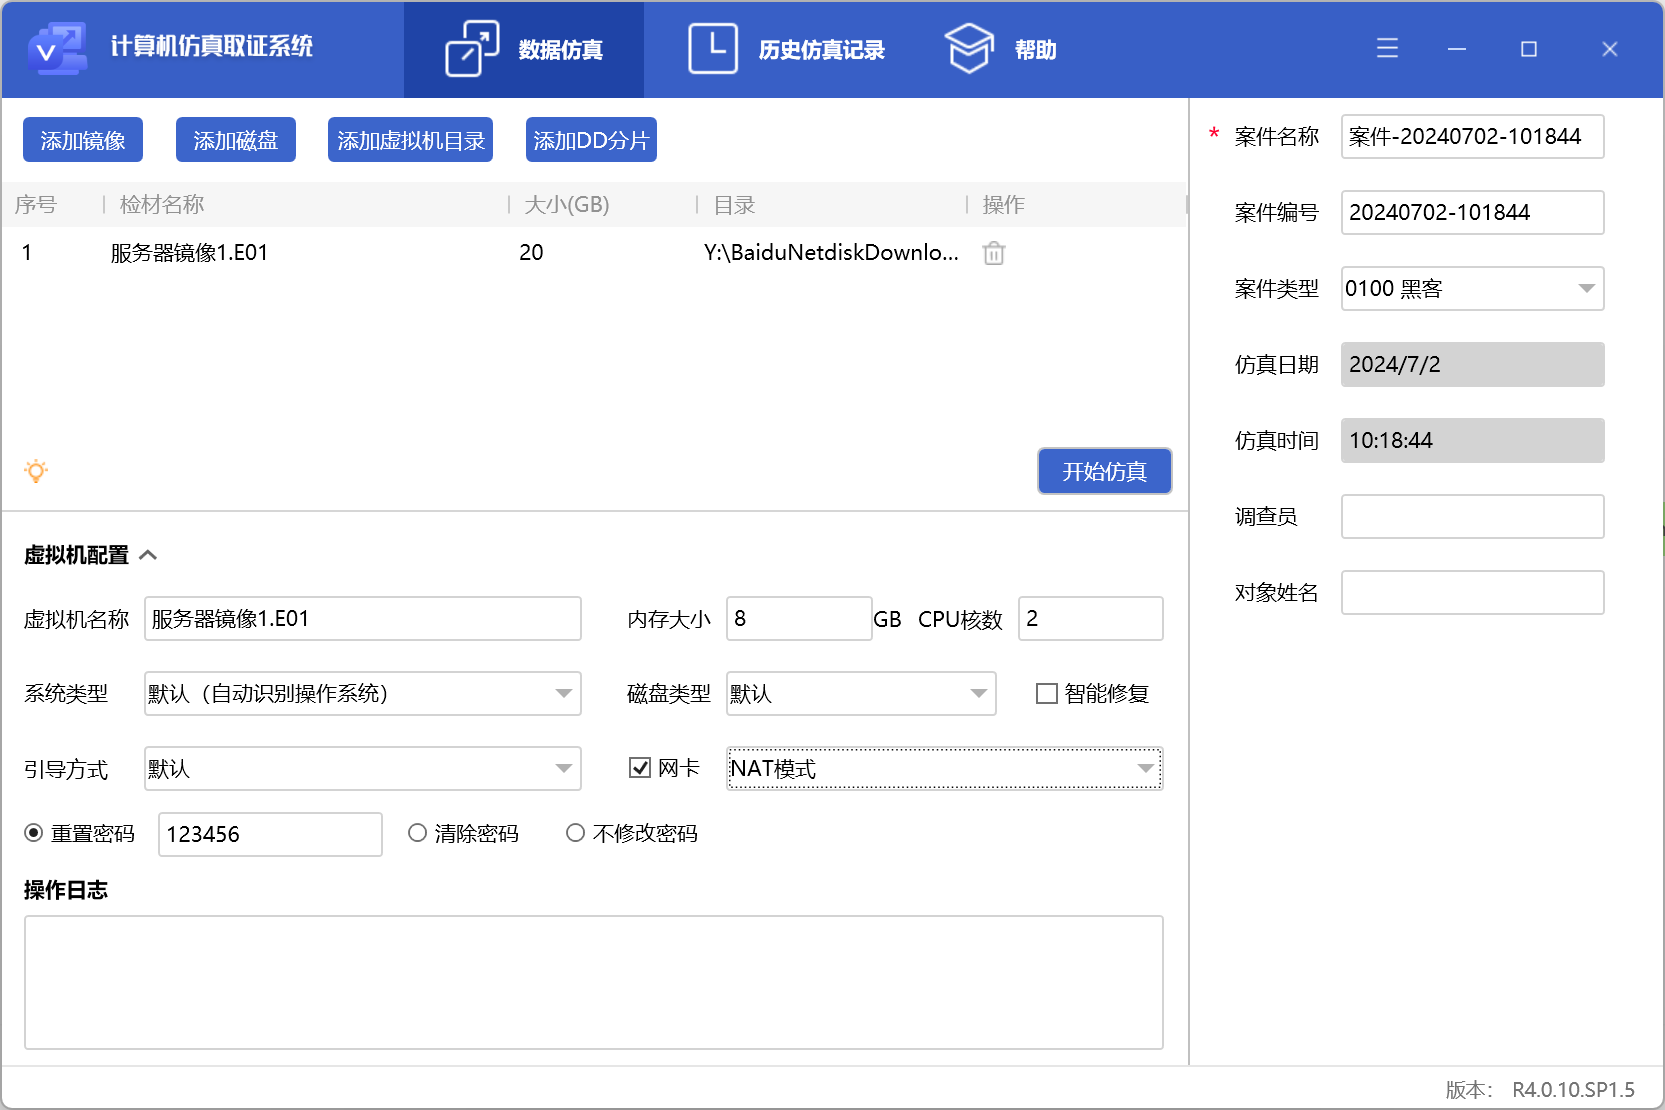 计算机仿真取证系统
数据仿真
历史仿真记录
帮助
添加镜像
添加磁盘
添加虚拟机目录
添加DD分片
序号 检材名称 大小(GB) 目录 操作
1 服务器镜像1.E01 20 Y:\BaiduNetdiskDownlo...
开始仿真
虚拟机配置
虚拟机名称 服务器镜像1.E01 内存大小 8 GB CPU核数 2
系统类型 默认（自动识别操作系统） 磁盘类型 默认 智能修复
引导方式 默认 网卡 NAT模式
重置密码 123456 清除密码 不修改密码
操作日志
* 案件名称 案件-20240702-101844
案件编号 20240702-101844
案件类型 0100 黑客
仿真日期 2024/7/2
仿真时间 10:18:44
调查员
对象姓名
版本： R4.0.10.SP1.5